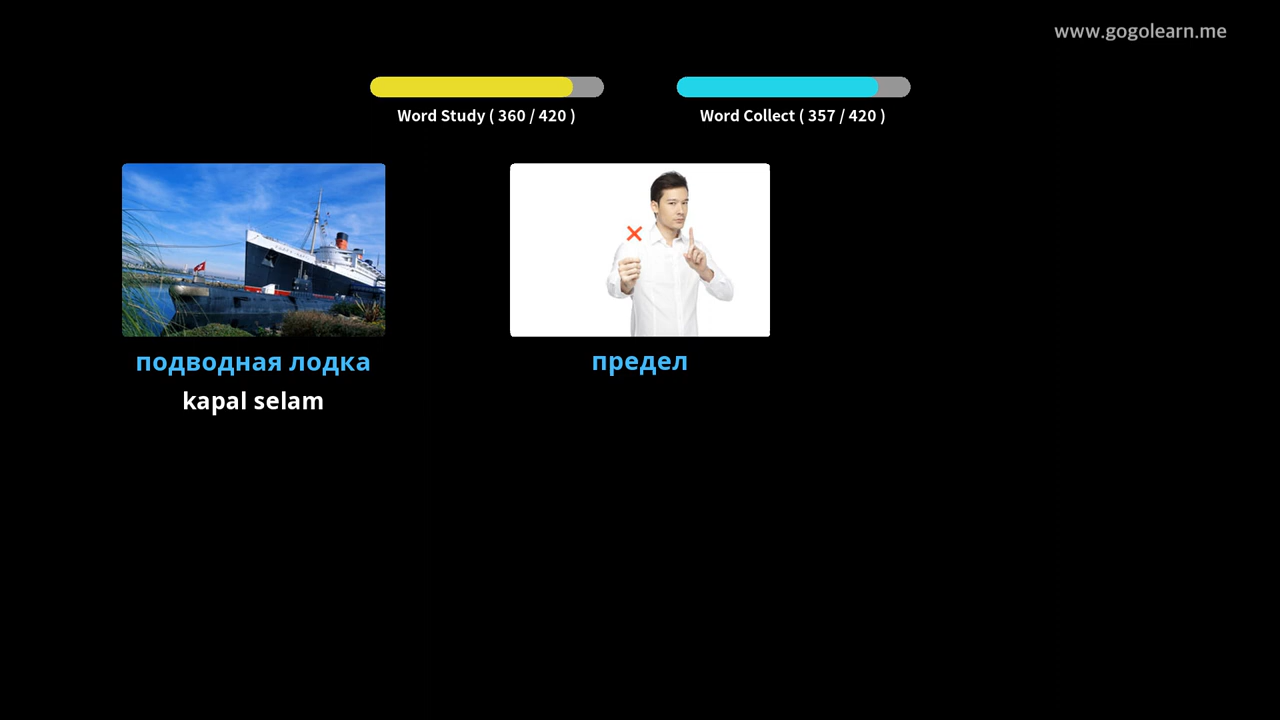 www.gogolearn.me
Word Study ( 360 / 420 )
Word Collect ( 357 / 420 )
подводная лодка
kapal selam
предел